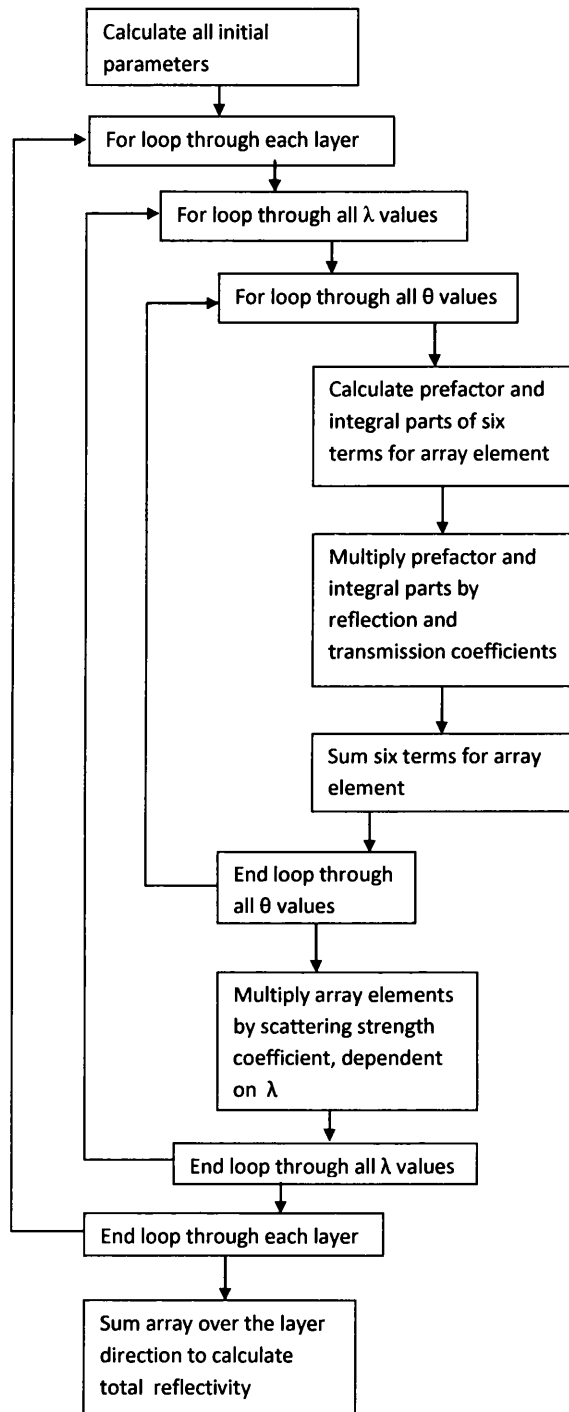 Calculate all initial
parameters
For loop through each layer
For loop through all λ values
For loop through all θ values
Calculate prefactor and
integral parts of six
terms for array element
Multiply prefactor and
integral parts by
reflection and
transmission coefficients
Sum six terms for array
element
End loop through
all θ values
Multiply array elements
by scattering strength
coefficient, dependent
on λ
End loop through all λ values
End loop through each layer
Sum array over the layer
direction to calculate
total reflectivity